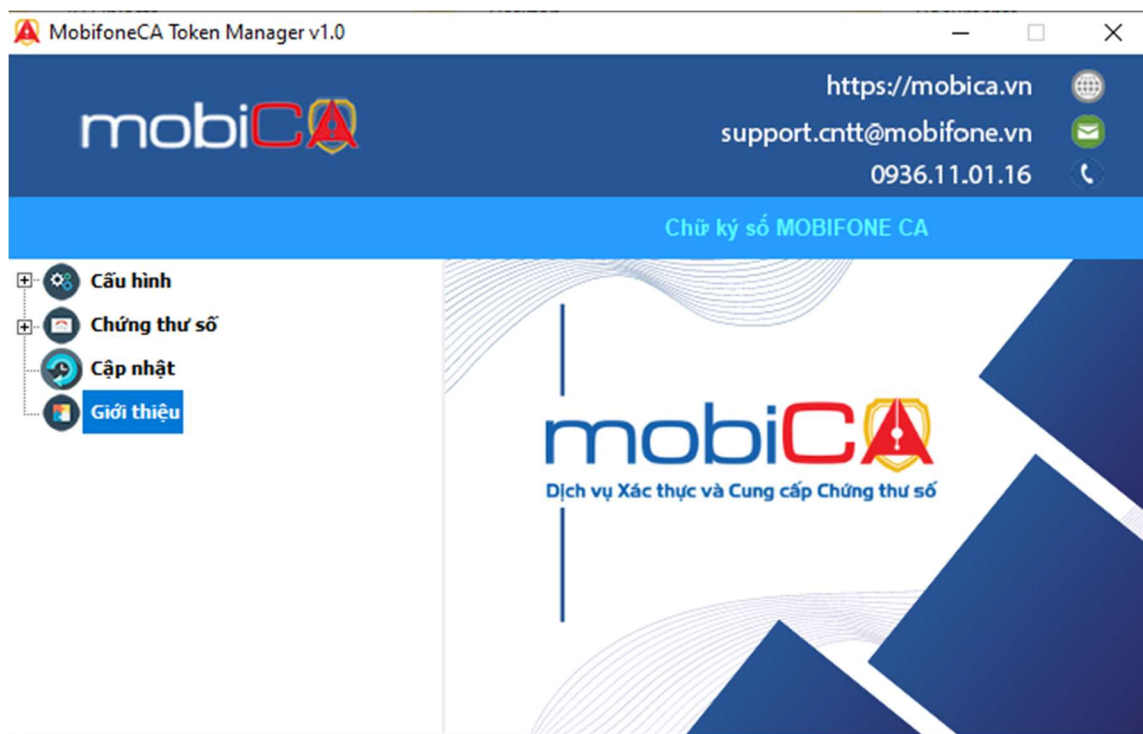 MobifoneCA Token Manager v1.0
mobiCA
https://mobica.vn
support.cntt@mobifone.vn
0936.11.01.16
Chữ ký số MOBIFONE CA
Cấu hình
Chứng thư số
Cập nhật
Giới thiệu
mobiCA
Dịch vụ Xác thực và Cung cấp Chứng thư số